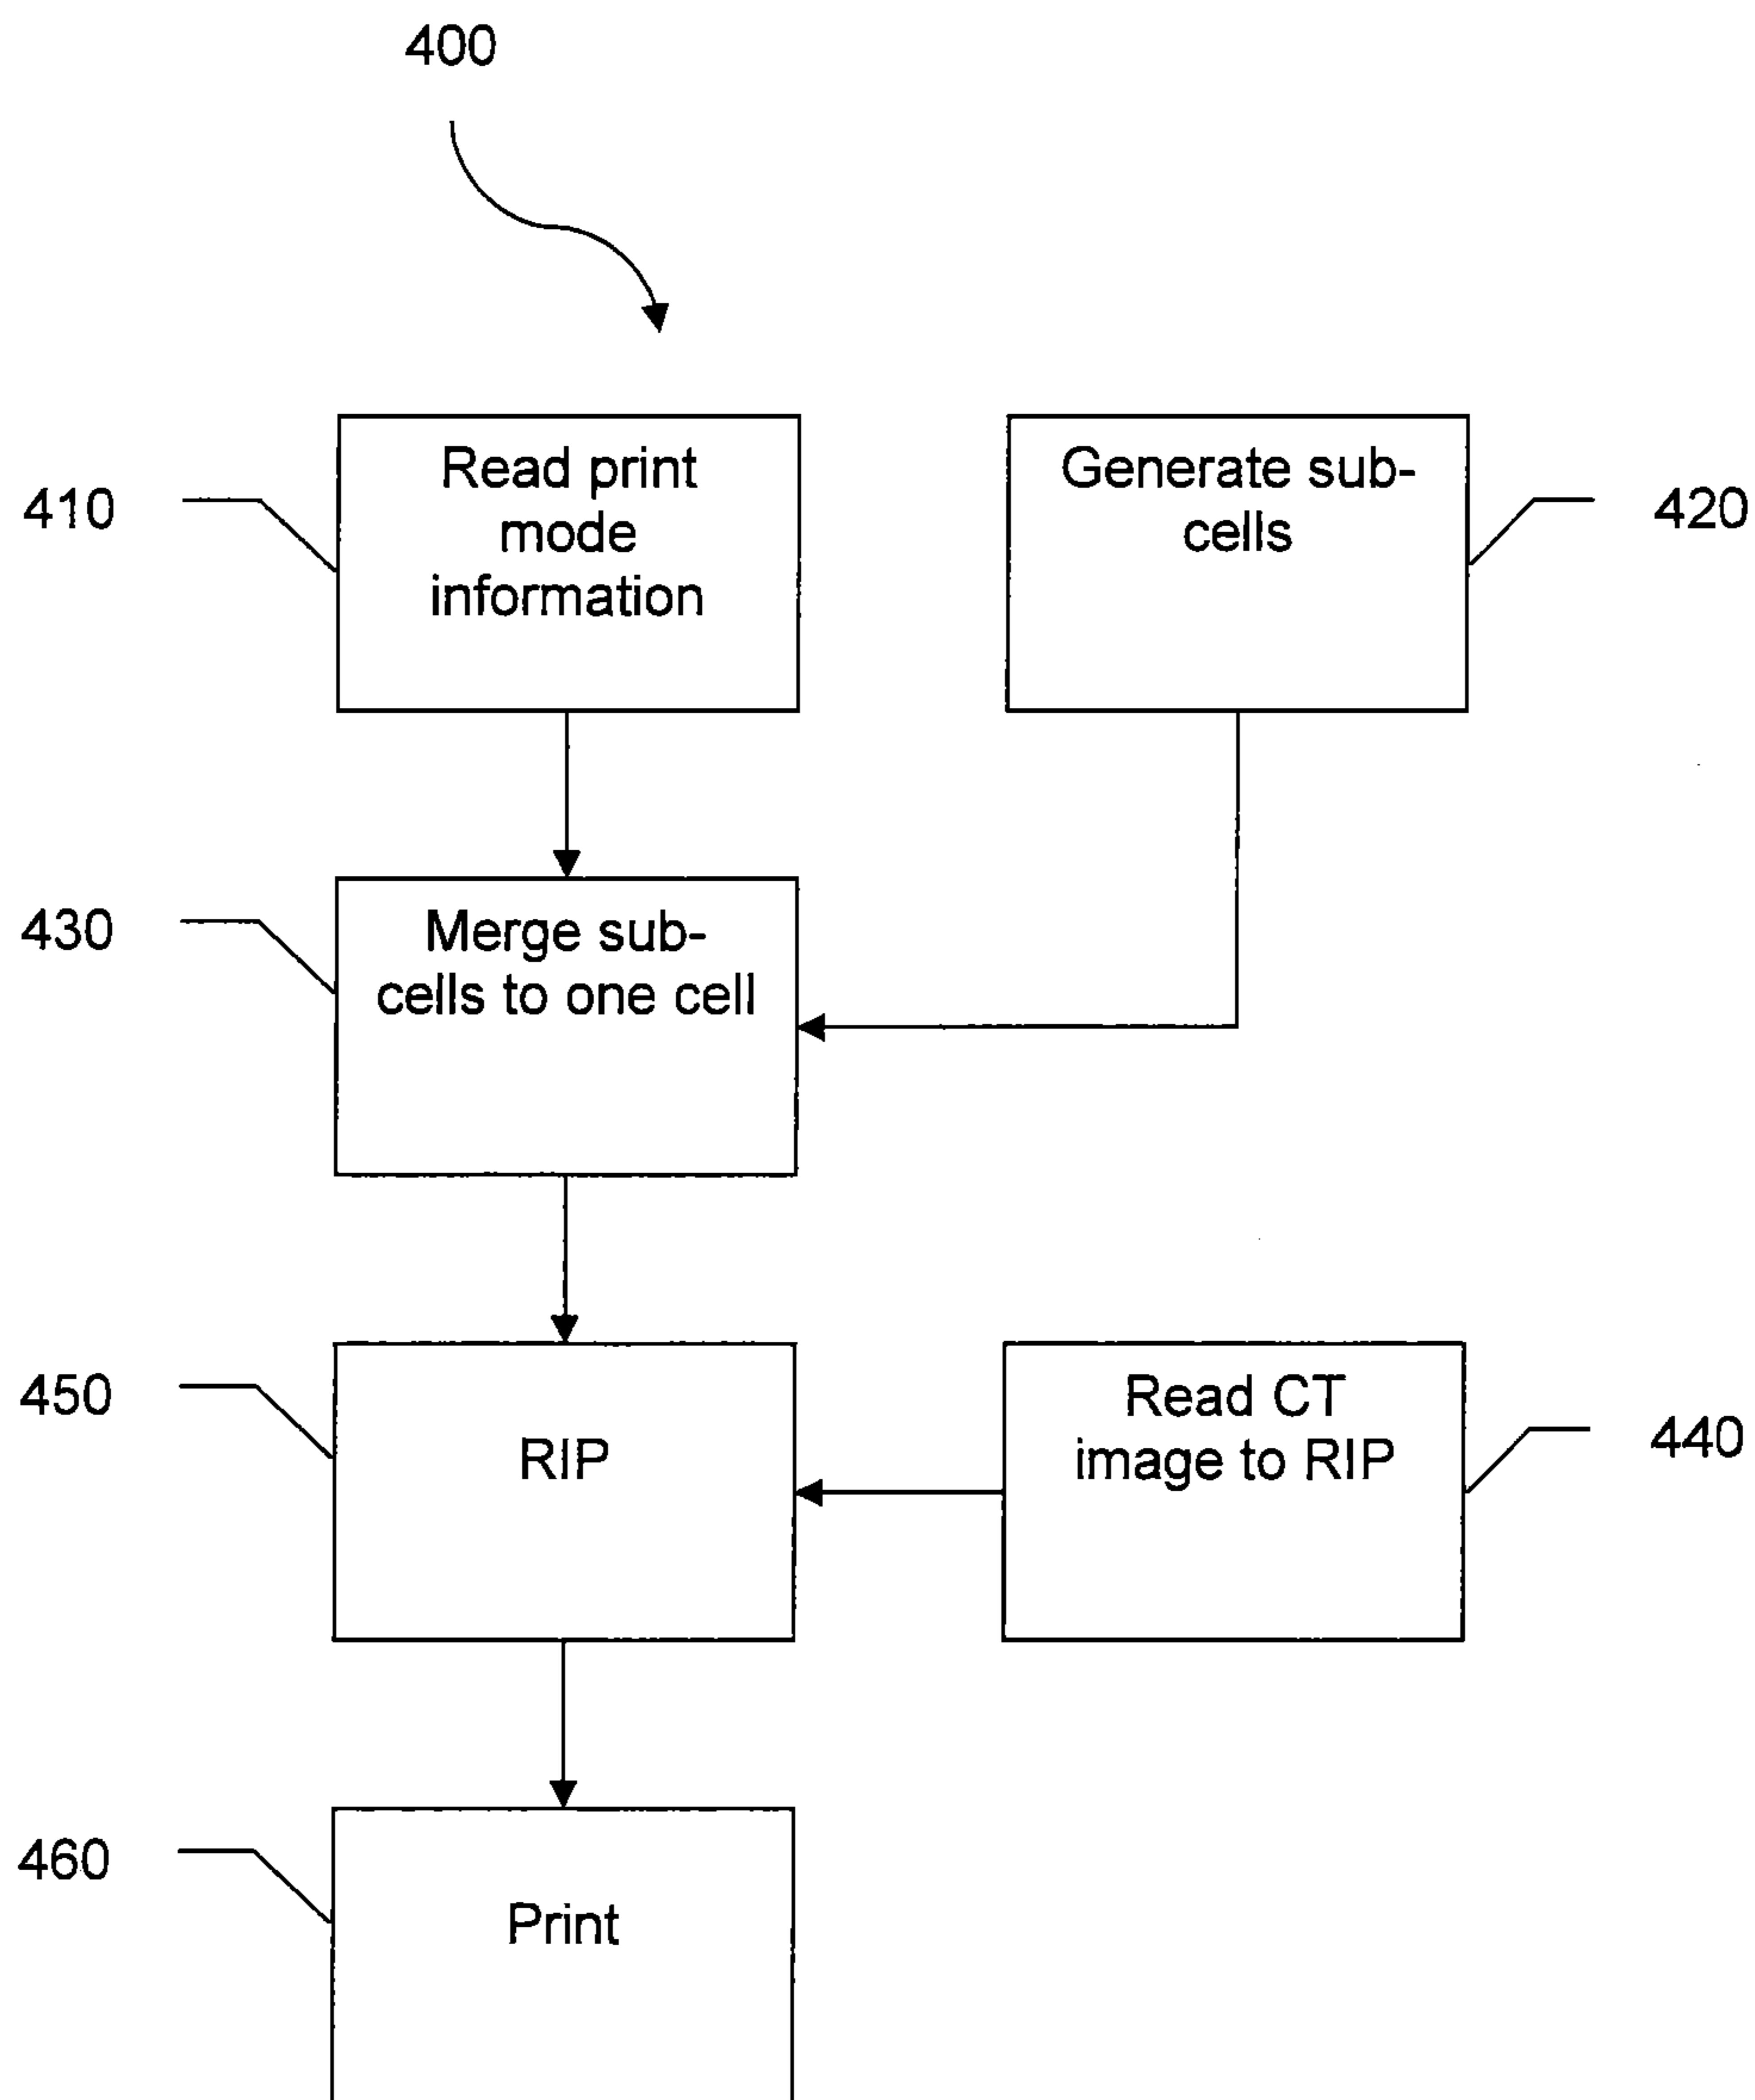 400
Read print
mode
information
410
Generate sub-
cells
420
Merge sub-
cells to one cell
430
RIP
450
Read CT
image to RIP
440
Print
460